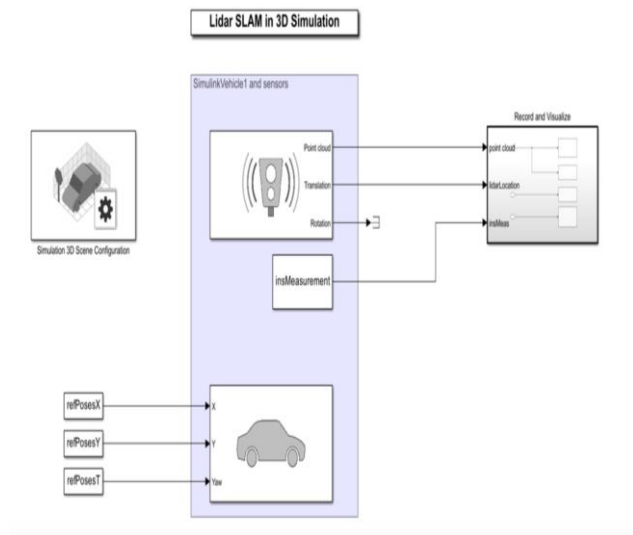 Lidar SLAM in 3D Simulation
SimulinkVehicle1 and sensors
Point cloud
Translation
Rotation
insMeasurement
Simulation 3D Scene Configuration
Record and Visualize
point cloud
lidarLocation
insMeas
refPosesX
refPosesY
refPosesT
X
Y
Yaw